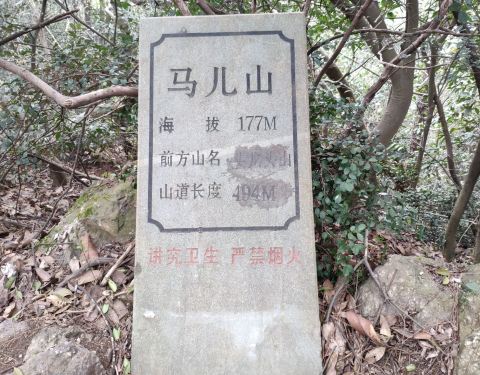 马儿山
海 拔 177M
前方山名
山道长度 494M
讲究卫生 严禁烟火